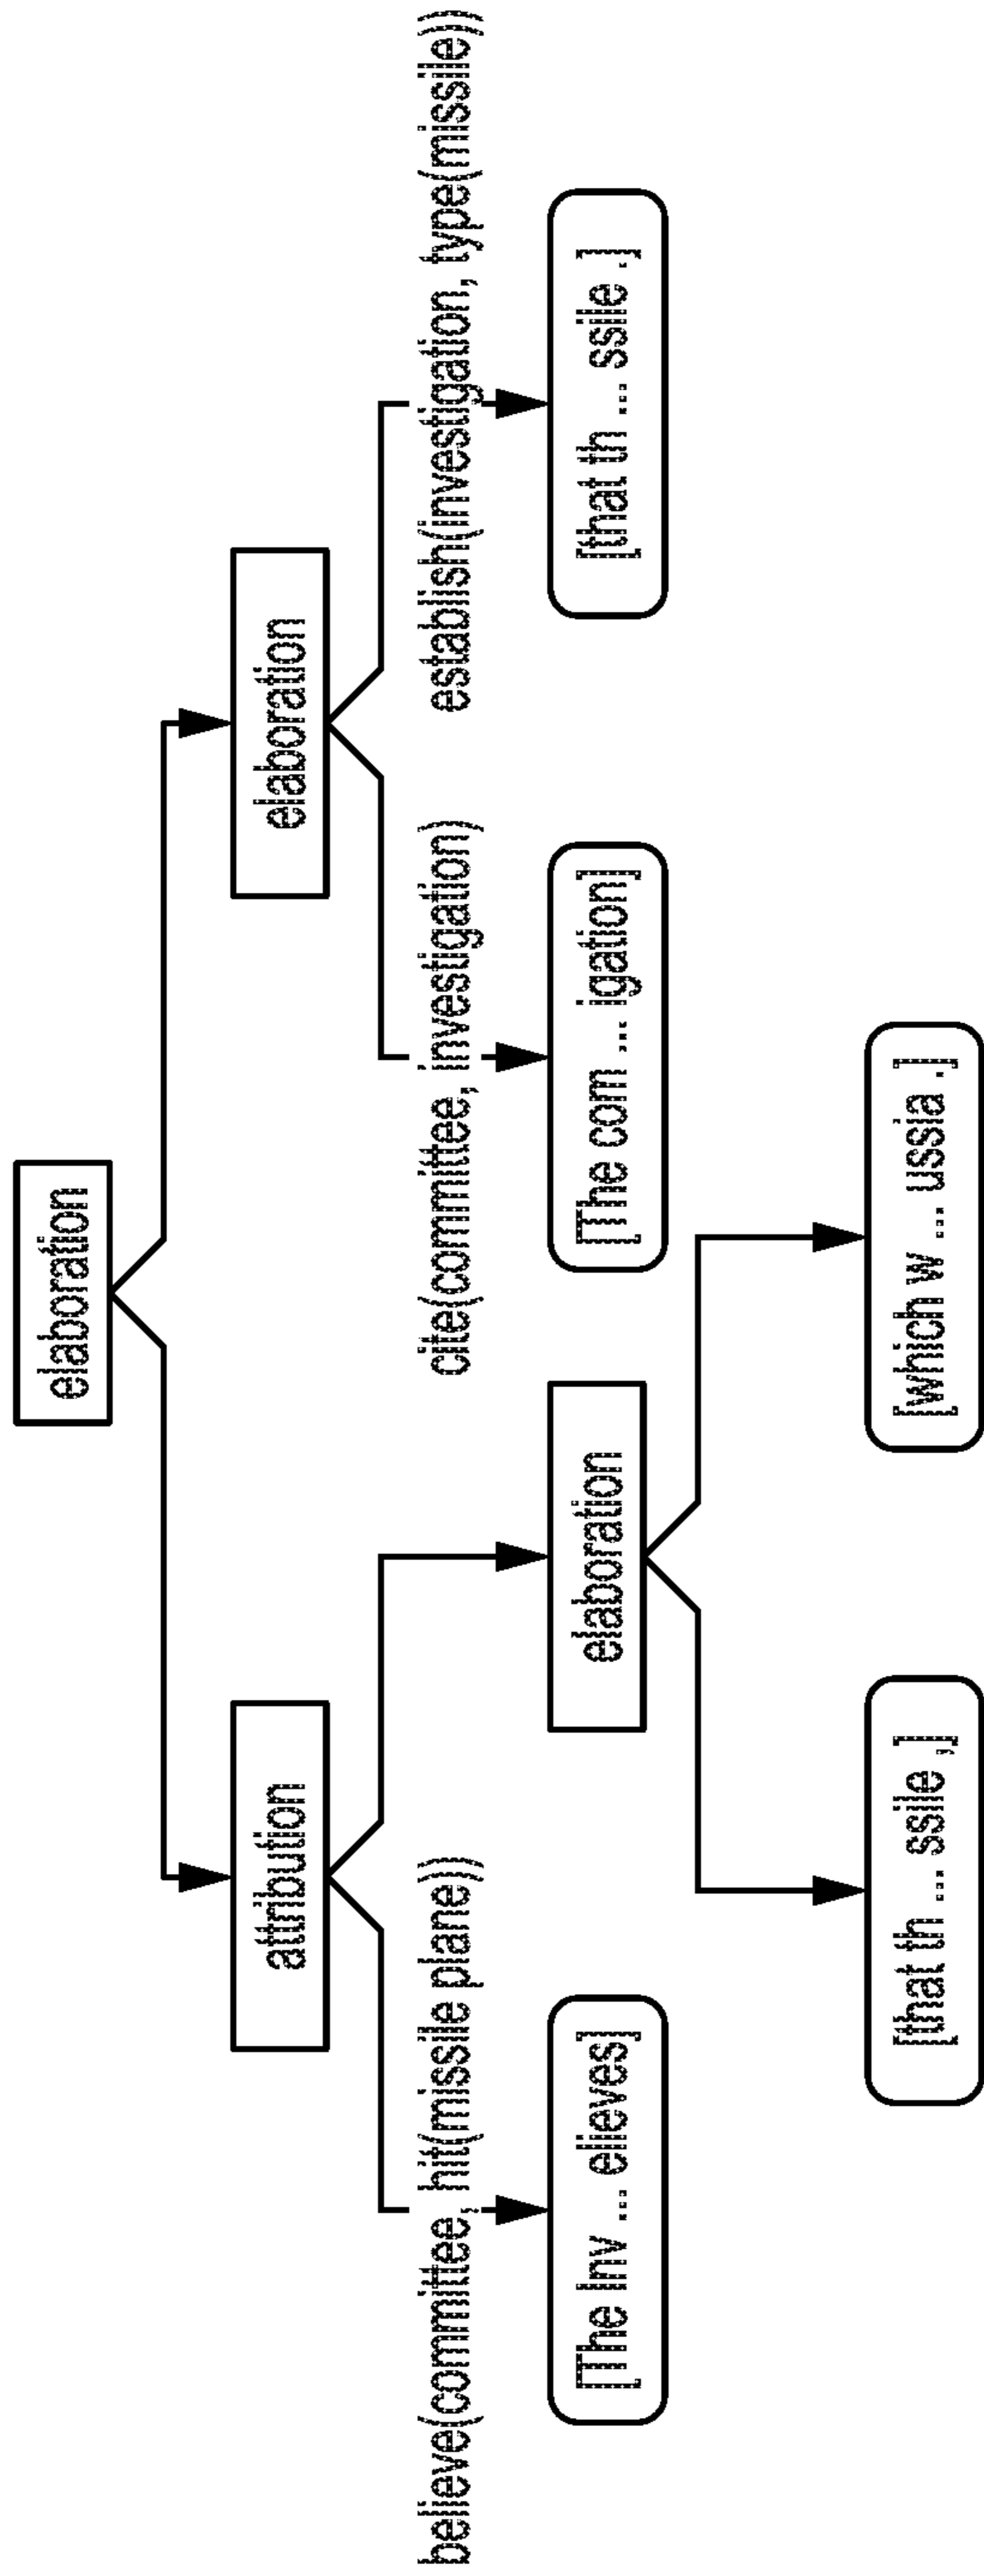 elaboration
attribution
elaboration
believe(committee, hit(missile plane))
cite(committee, investigation)
establish(investigation, type(missile))
[The Inv ... elieves]
elaboration
[The com ... igation]
[that th ... ssile .]
[that th ... ssile ,]
[which w ... ussia .]